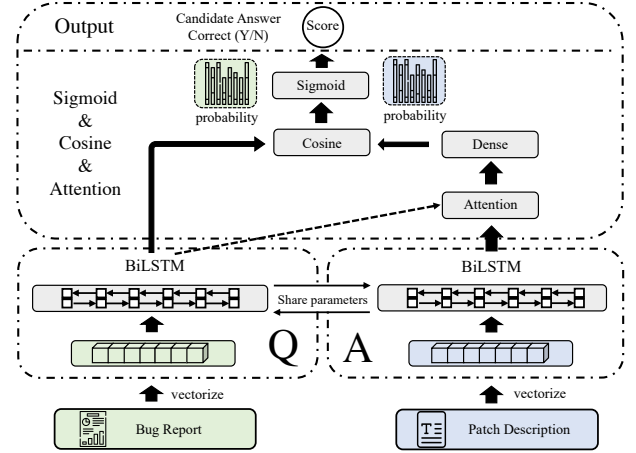 Output
Candidate Answer
Correct (Y/N)
Score
Sigmoid
&
Cosine
&
Attention
probability
Sigmoid
probability
Cosine
Dense
Attention
BiLSTM
BiLSTM
Share parameters
Q
A
vectorize
vectorize
Bug Report
T
Patch Description